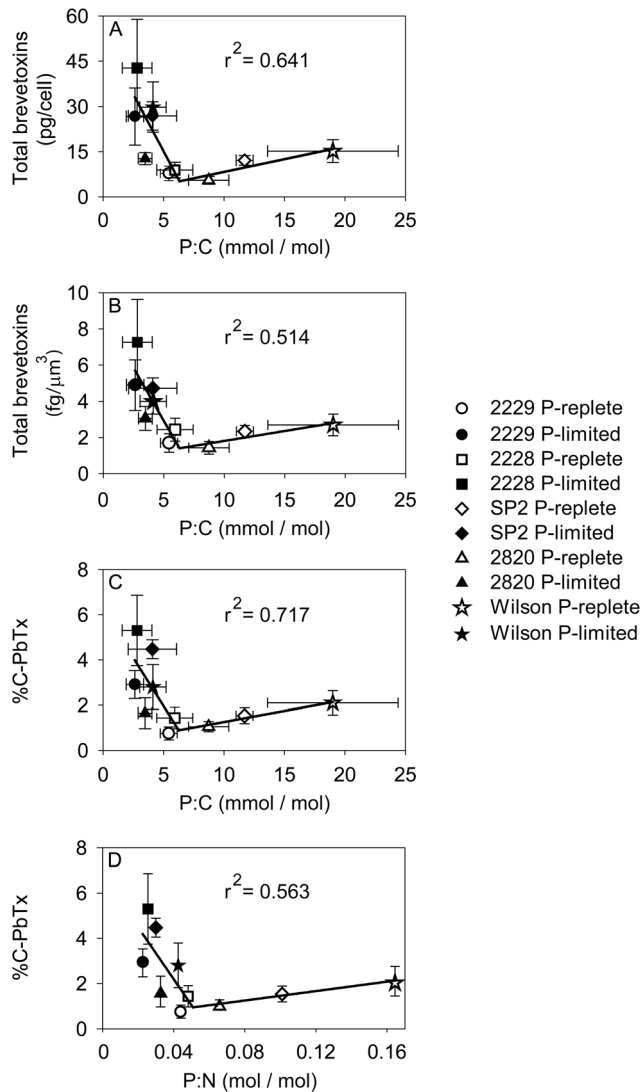 A
r² = 0.641
60
45
30
15
0
Total brevetoxins
(pg/cell)
0 5 10 15 20 25
P:C (mmol / mol)
B
r² = 0.514
10
8
6
4
2
0
Total brevetoxins
(fg/μm³)
0 5 10 15 20 25
P:C (mmol / mol)
C
r² = 0.717
8
6
4
2
0
%C-PbTx
0 5 10 15 20 25
P:C (mmol / mol)
D
r² = 0.563
8
6
4
2
0
%C-PbTx
0 0.04 0.08 0.12 0.16
P:N (mol / mol)
2229 P-replete
2229 P-limited
2228 P-replete
2228 P-limited
SP2 P-replete
SP2 P-limited
2820 P-replete
2820 P-limited
Wilson P-replete
Wilson P-limited